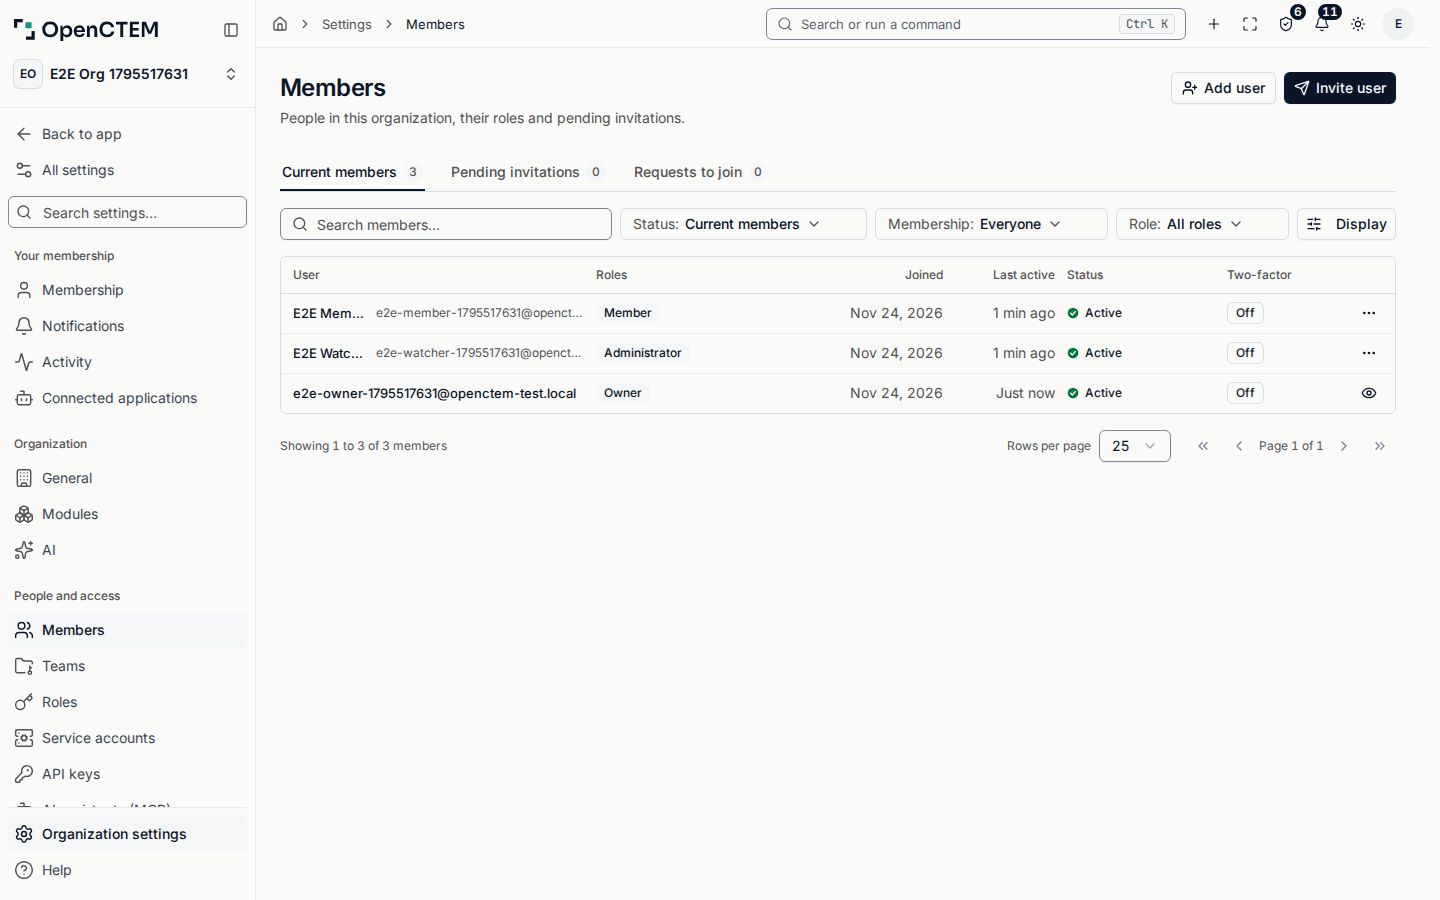 OpenCTEM
EO E2E Org 1795517631
Back to app
All settings
Search settings...
Your membership
Membership
Notifications
Activity
Connected applications
Organization
General
Modules
AI
People and access
Members
Teams
Roles
Service accounts
API keys
Organization settings
Help
Settings Members
Search or run a command Ctrl K
6 11 E
Members
Add user Invite user
People in this organization, their roles and pending invitations.
Current members 3 Pending invitations 0 Requests to join 0
Search members... Status: Current members Membership: Everyone Role: All roles Display
User Roles Joined Last active Status Two-factor
E2E Mem... e2e-member-1795517631@openct... Member Nov 24, 2026 1 min ago Active Off
E2E Watc... e2e-watcher-1795517631@openct... Administrator Nov 24, 2026 1 min ago Active Off
e2e-owner-1795517631@openctem-test.local Owner Nov 24, 2026 Just now Active Off
Showing 1 to 3 of 3 members Rows per page 25 Page 1 of 1